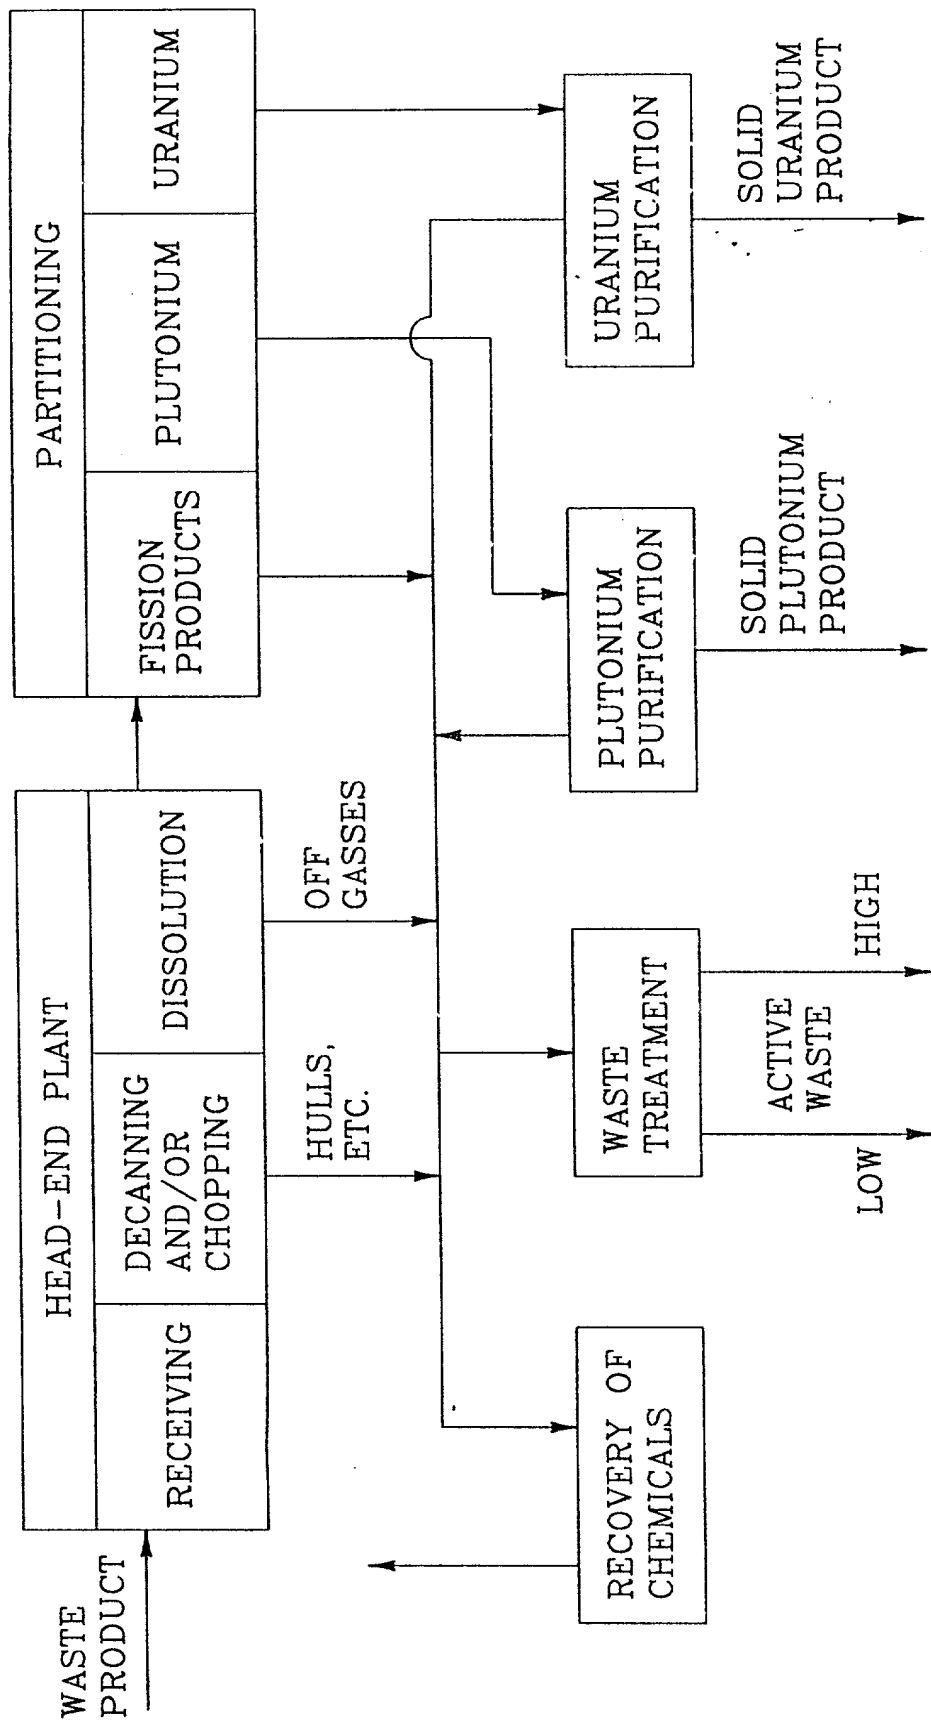 WASTE
PRODUCT
HEAD-END PLANT
RECEIVING
DECANNING
AND/OR
CHOPPING
DISSOLUTION
PARTITIONING
FISSION
PRODUCTS
PLUTONIUM
URANIUM
HULLS,
ETC.
OFF
GASSES
RECOVERY OF
CHEMICALS
WASTE
TREATMENT
PLUTONIUM
PURIFICATION
URANIUM
PURIFICATION
LOW
ACTIVE
WASTE
HIGH
SOLID
PLUTONIUM
PRODUCT
SOLID
URANIUM
PRODUCT